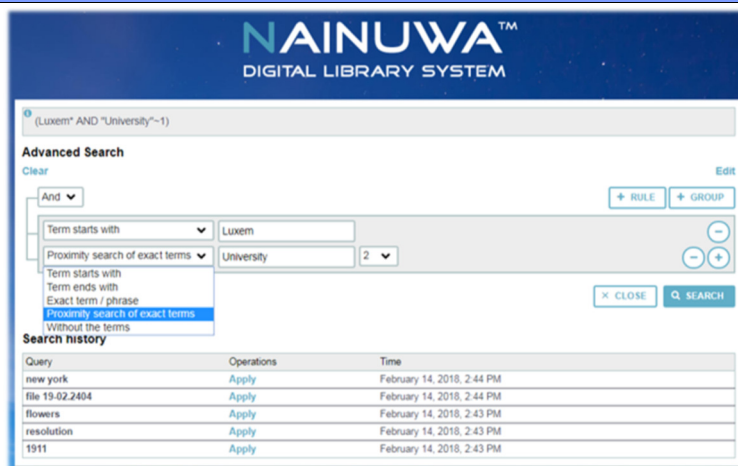 NAINUWA™
DIGITAL LIBRARY SYSTEM
(Luxem* AND "University"~1)
Advanced Search
Clear Edit
And + RULE + GROUP
Term starts with Luxem
Proximity search of exact terms University 2
Term starts with
Term ends with
Exact term / phrase
Proximity search of exact terms
Without the terms
× CLOSE SEARCH
Search history
Query Operations Time
new york Apply February 14, 2018, 2:44 PM
file 19-02.2404 Apply February 14, 2018, 2:44 PM
flowers Apply February 14, 2018, 2:43 PM
resolution Apply February 14, 2018, 2:43 PM
1911 Apply February 14, 2018, 2:43 PM